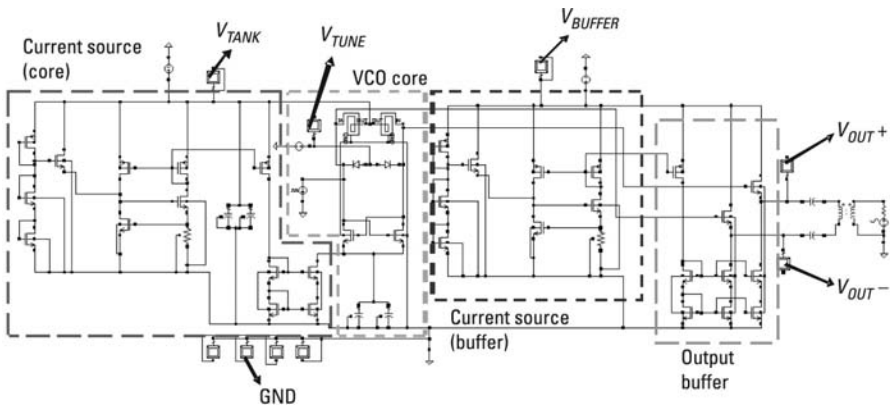 V_TANK
V_TUNE
V_BUFFER
Current source
(core)
VCO core
V_OUT+
V_OUT−
Current source
(buffer)
Output
buffer
GND